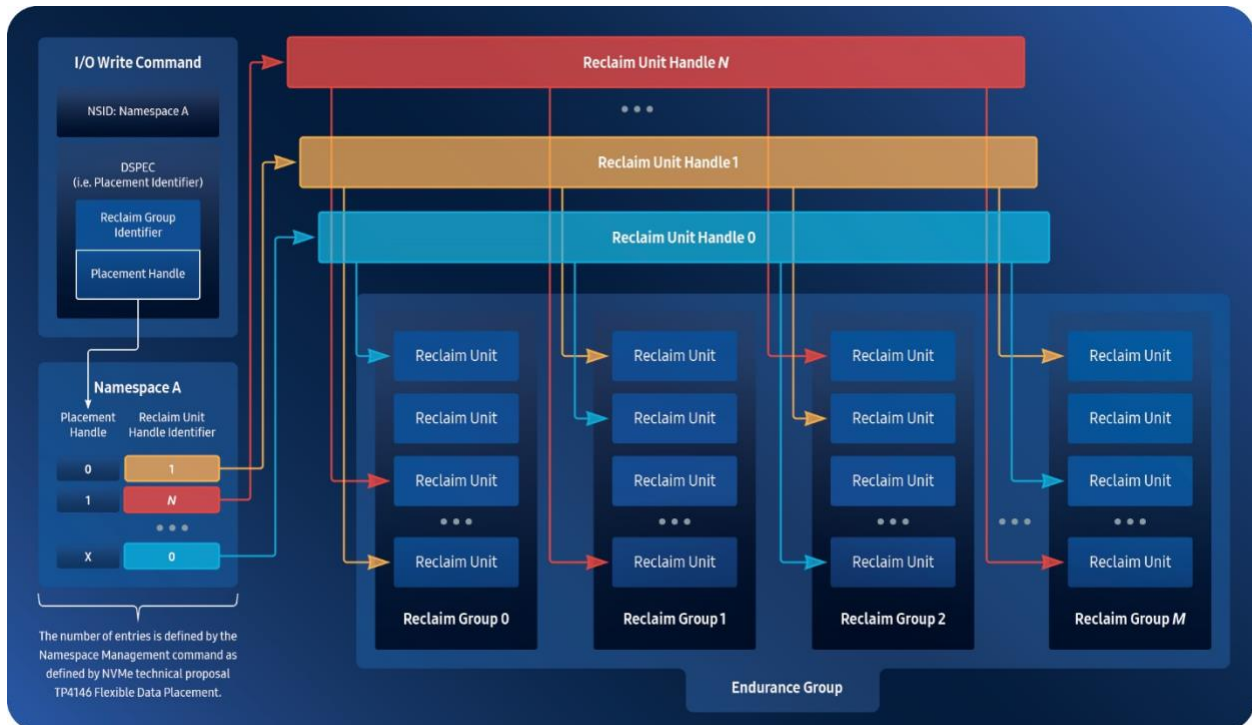 I/O Write Command
NSID: Namespace A
DSPEC
(i.e. Placement Identifier)
Reclaim Group
Identifier
Placement Handle
Namespace A
Placement
Handle
Reclaim Unit
Handle Identifier
0
1
1
N
X
0
The number of entries is defined by the
Namespace Management command as
defined by NVMe technical proposal
TP4146 Flexible Data Placement.
Reclaim Unit Handle N
Reclaim Unit Handle 1
Reclaim Unit Handle 0
Reclaim Unit
Reclaim Unit
Reclaim Unit
Reclaim Unit
Reclaim Group 0
Reclaim Unit
Reclaim Unit
Reclaim Unit
Reclaim Unit
Reclaim Group 1
Reclaim Unit
Reclaim Unit
Reclaim Unit
Reclaim Unit
Reclaim Group 2
Reclaim Unit
Reclaim Unit
Reclaim Unit
Reclaim Unit
Reclaim Group M
Endurance Group